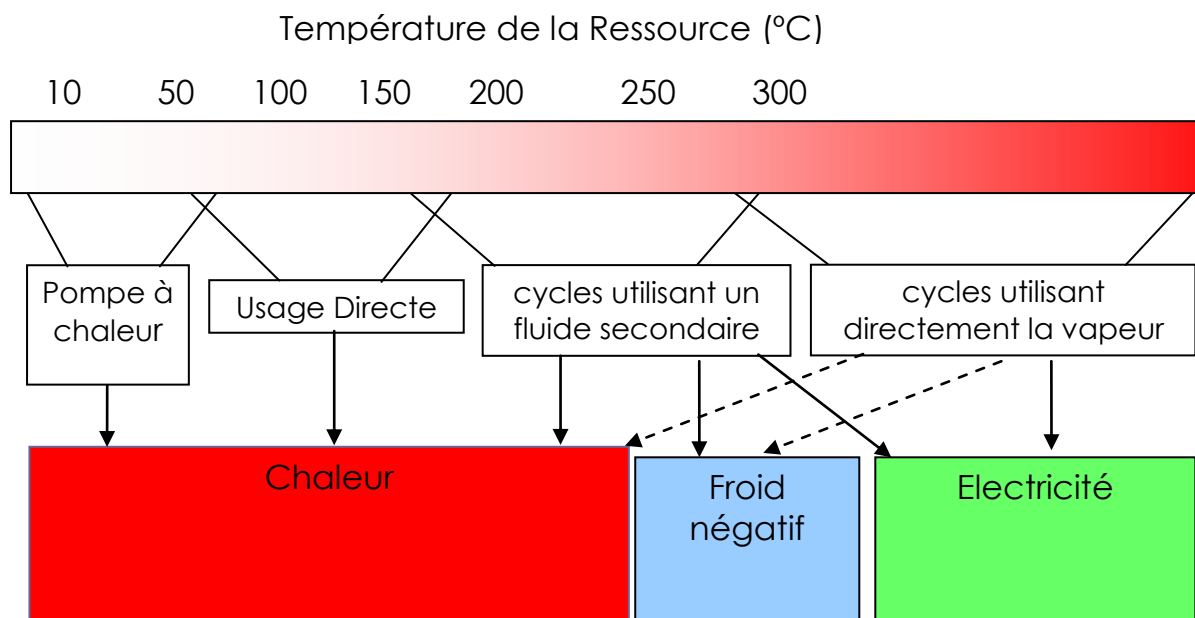 Température de la Ressource (ºC)
10 50 100 150 200 250 300
Pompe à
chaleur
Usage Directe
cycles utilisant un
fluide secondaire
cycles utilisant
directement la vapeur
Chaleur
Froid
négatif
Electricité